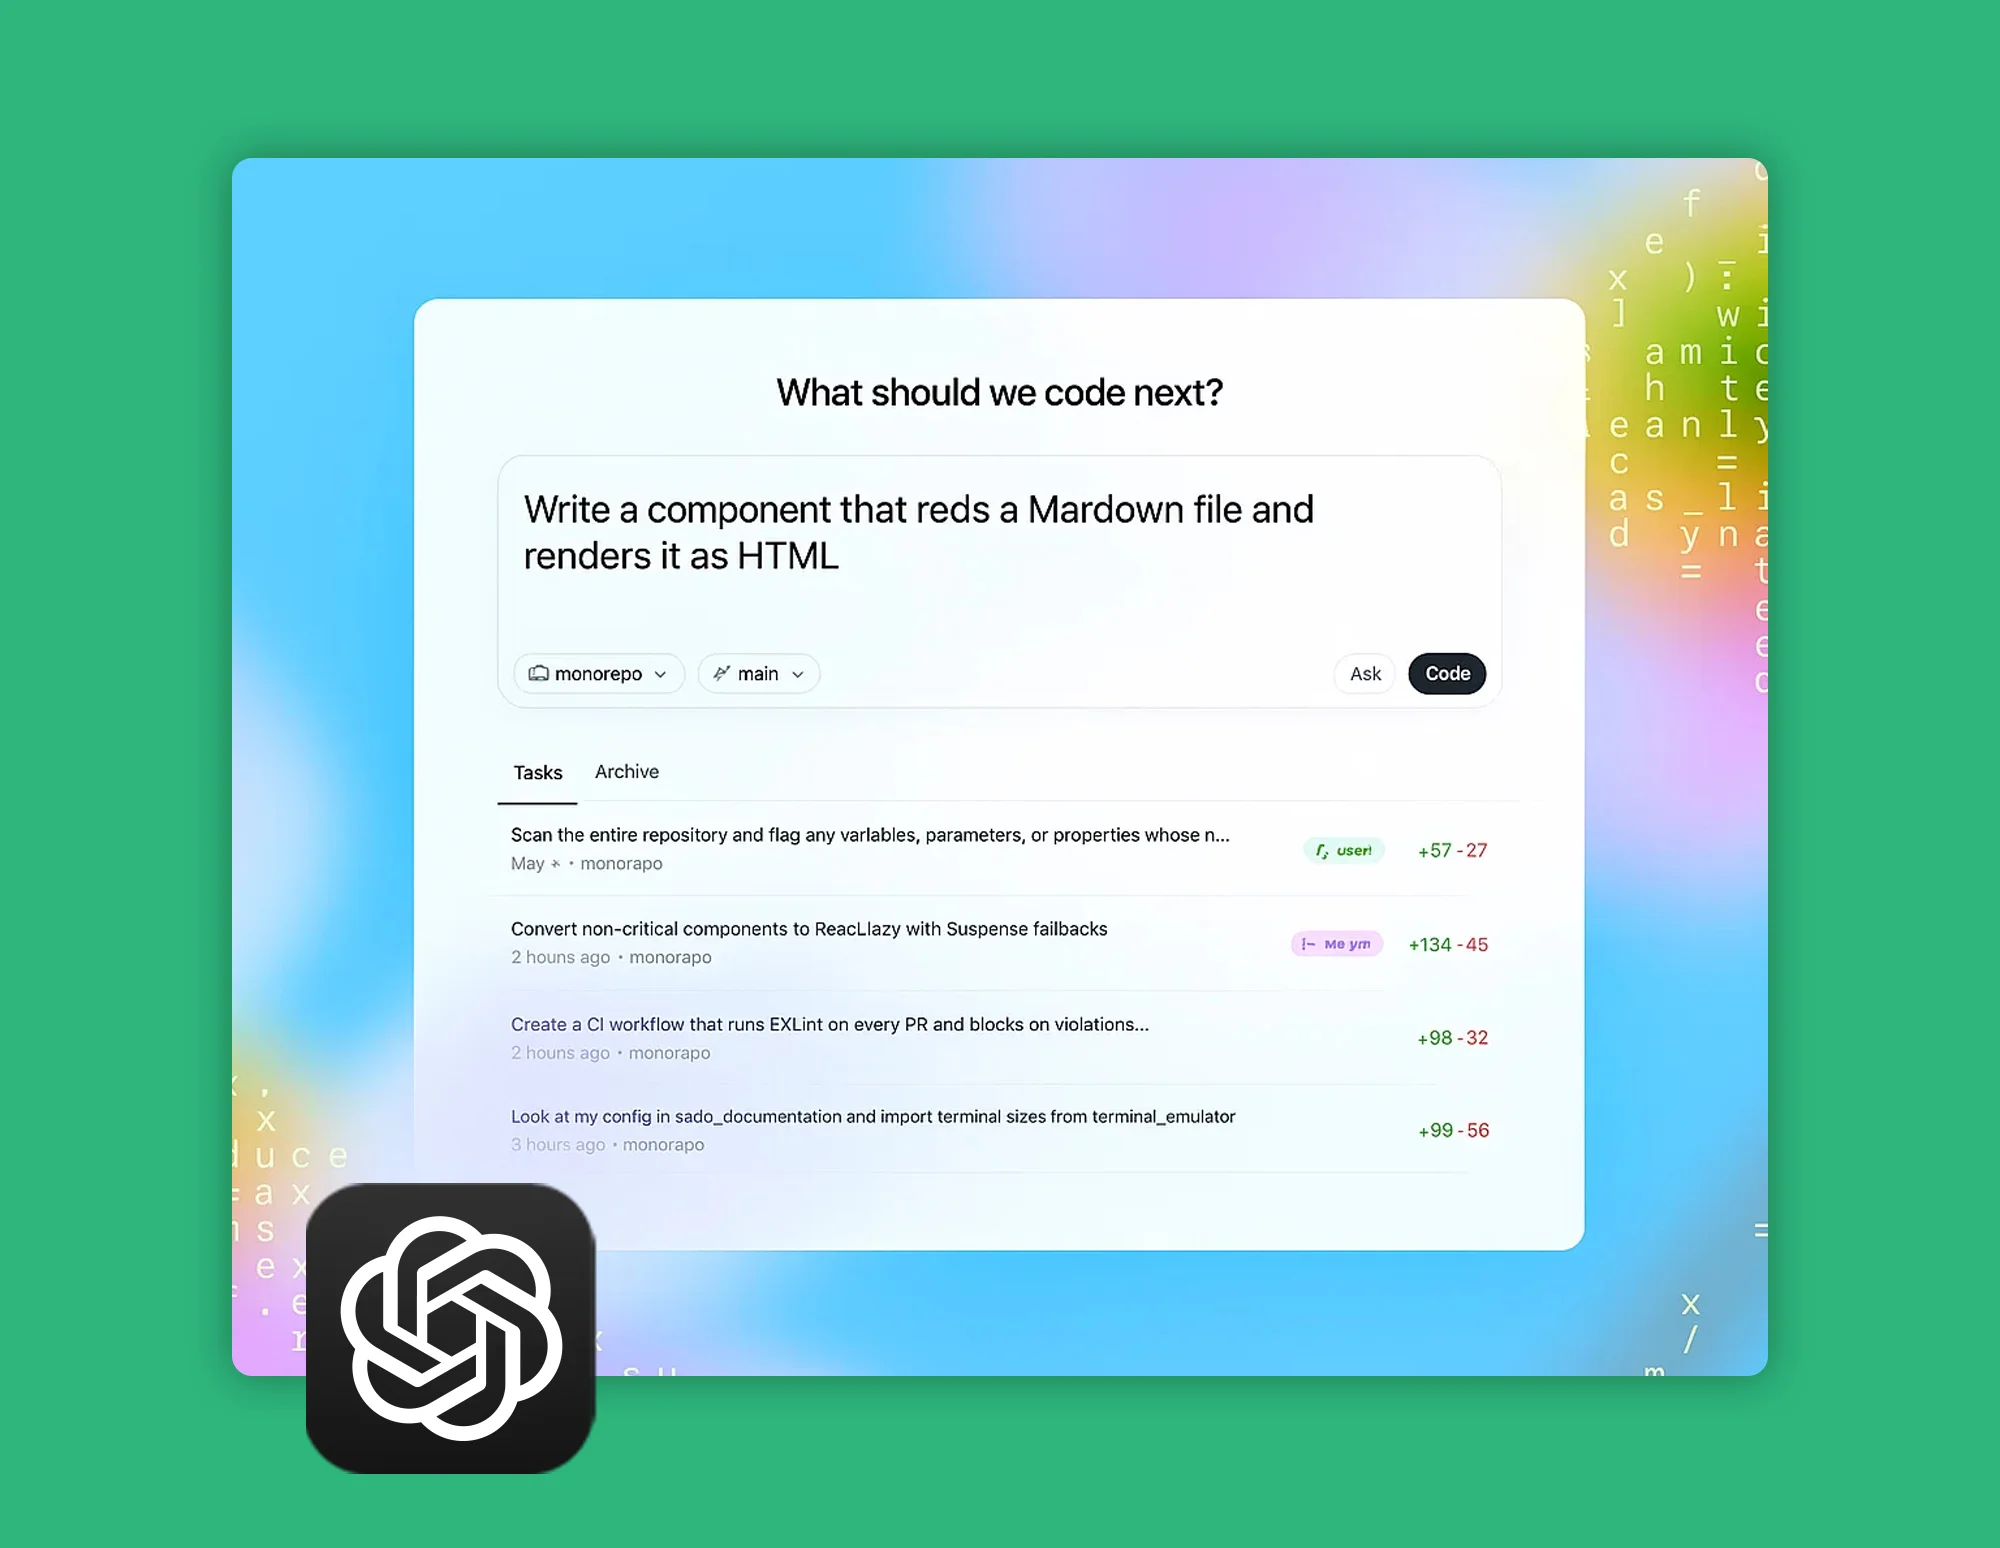 What should we code next?
Write a component that reds a Mardown file and
renders it as HTML
monorepo
main
Ask
Code
Tasks
Archive
Scan the entire repository and flag any varlables, parameters, or properties whose n...
May • monorapo
user!
+57 -27
Convert non-critical components to ReacLlazy with Suspense failbacks
2 houns ago • monorapo
Me ym
+134 -45
Create a CI workflow that runs EXLint on every PR and blocks on violations...
2 houns ago • monorapo
+98 -32
Look at my config in sado_documentation and import terminal sizes from terminal_emulator
3 hours ago • monorapo
+99 -56